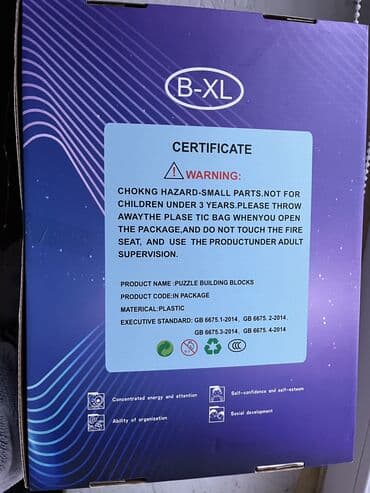 B-XL
CERTIFICATE
WARNING:
CHOKNG HAZARD-SMALL PARTS.NOT FOR
CHILDREN UNDER 3 YEARS.PLEASE THROW
AWAYTHE PLASE TIC BAG WHENYOU OPEN
THE PACKAGE,AND DO NOT TOUCH THE FIRE
SEAT, AND USE THE PRODUCTUNDER ADULT
SUPERVISION.
PRODUCT NAME :PUZZLE BUILDING BLOCKS
PRODUCT CODE:IN PACKAGE
MATERICAL:PLASTIC
EXECUTIVE STANDARD: GB 6675.1-2014、GB 6675. 2-2014、
GB 6675.3-2014、GB 6675. 4-2014
Concentrated energy and attention
Self-confidence and self-esteem
Ability of organization
Social development